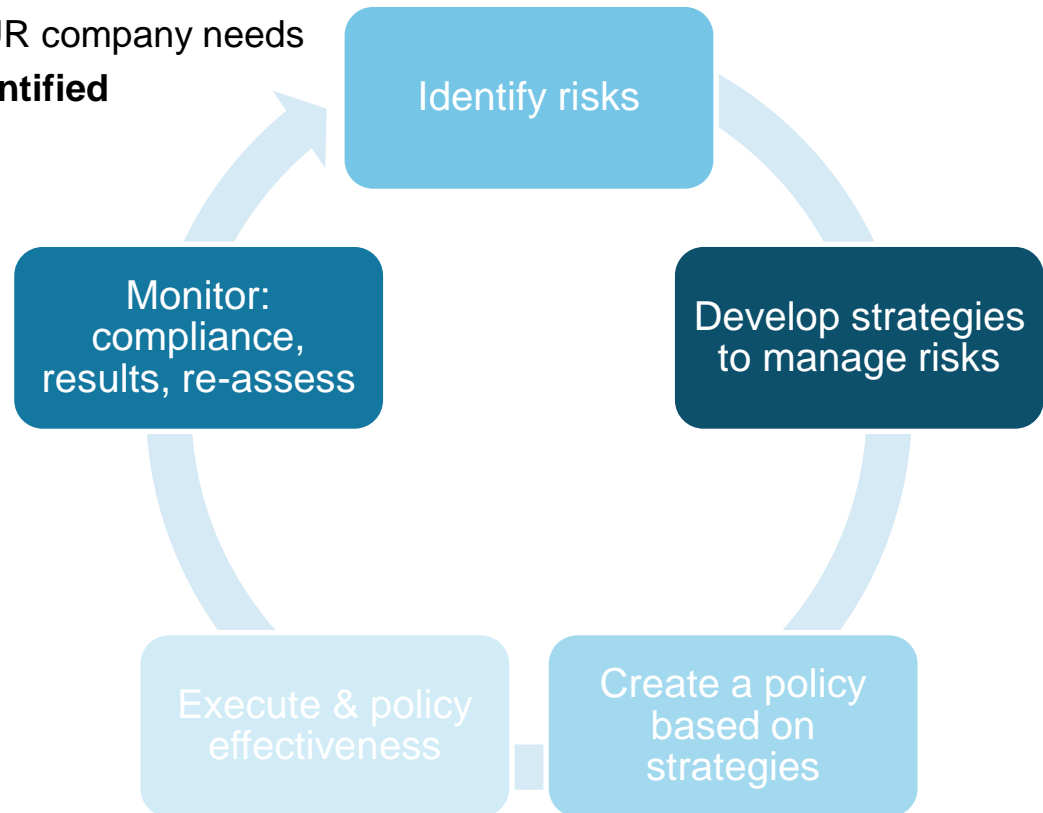 UR company needs
ntified
Identify risks
Develop strategies
to manage risks
Create a policy
based on
strategies
Execute & policy
effectiveness
Monitor:
compliance,
results, re-assess